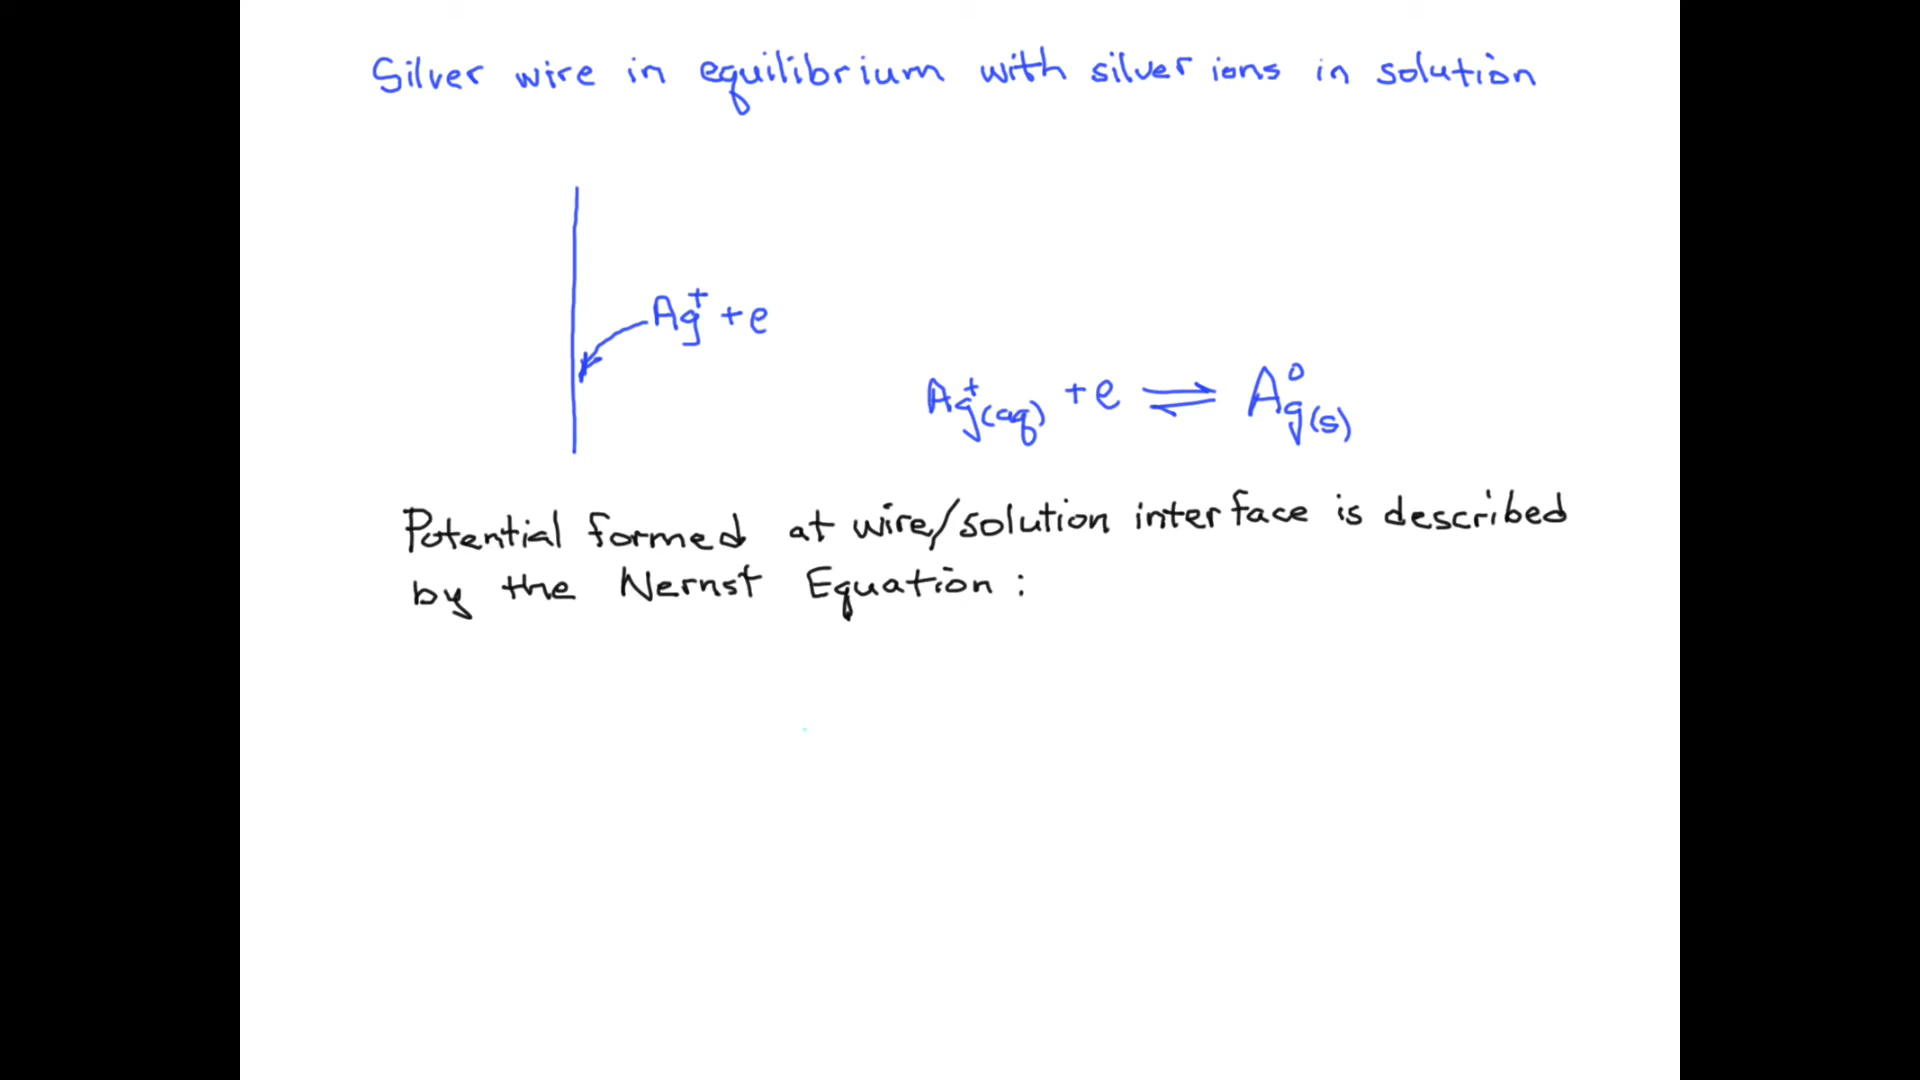 Silver wire in equilibrium with silver ions in solution
Ag⁺ + e
Ag⁺(aq) + e ⇌ Ag⁰(s)
Potential formed at wire/solution interface is described
by the Nernst Equation: